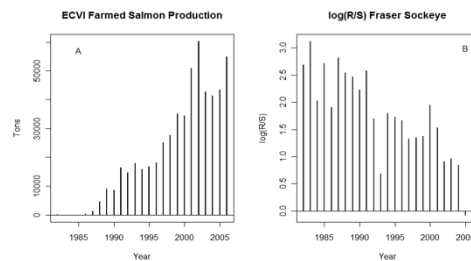 ECVI Farmed Salmon Production
A
Tons
0
10000
30000
50000
1985
1990
1995
2000
2005
Year
log(R/S) Fraser Sockeye
B
log(R/S)
0.0
0.5
1.0
1.5
2.0
2.5
3.0
1985
1990
1995
2000
2005
Year